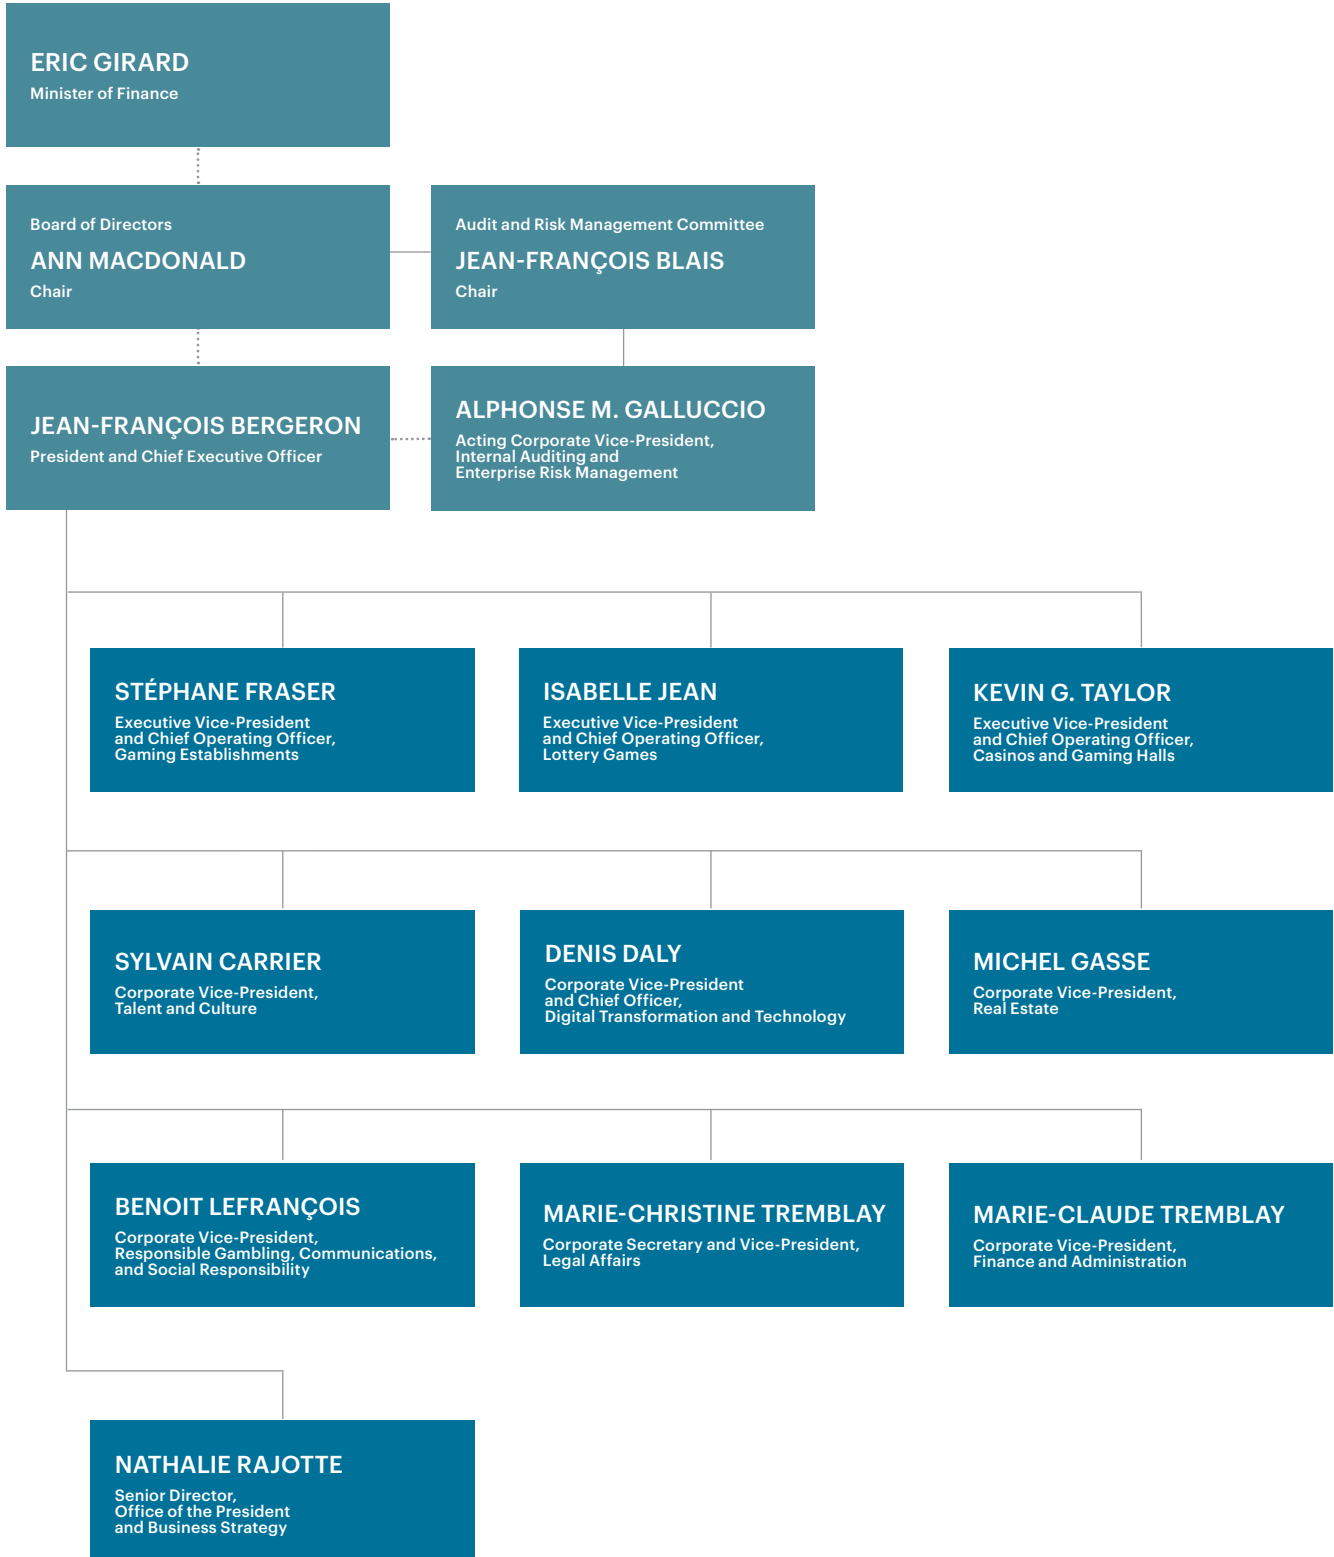 ERIC GIRARD
Minister of Finance
Board of Directors
ANN MACDONALD
Chair
Audit and Risk Management Committee
JEAN-FRANÇOIS BLAIS
Chair
JEAN-FRANÇOIS BERGERON
President and Chief Executive Officer
ALPHONSE M. GALLUCCIO
Acting Corporate Vice-President,
Internal Auditing and
Enterprise Risk Management
STÉPHANE FRASER
Executive Vice-President
and Chief Operating Officer,
Gaming Establishments
ISABELLE JEAN
Executive Vice-President
and Chief Operating Officer,
Lottery Games
KEVIN G. TAYLOR
Executive Vice-President
and Chief Operating Officer,
Casinos and Gaming Halls
SYLVAIN CARRIER
Corporate Vice-President,
Talent and Culture
DENIS DALY
Corporate Vice-President
and Chief Officer,
Digital Transformation and Technology
MICHEL GASSE
Corporate Vice-President,
Real Estate
BENOIT LEFRANÇOIS
Corporate Vice-President,
Responsible Gambling, Communications,
and Social Responsibility
MARIE-CHRISTINE TREMBLAY
Corporate Secretary and Vice-President,
Legal Affairs
MARIE-CLAUDE TREMBLAY
Corporate Vice-President,
Finance and Administration
NATHALIE RAJOTTE
Senior Director,
Office of the President
and Business Strategy